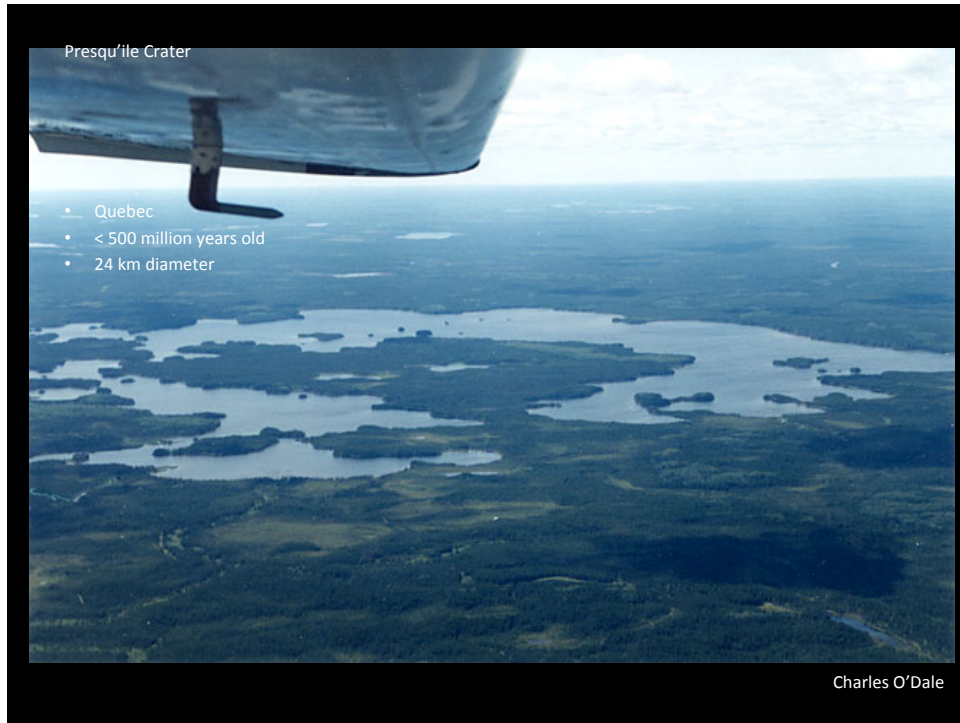 Presqu’ile Crater
• Quebec
• < 500 million years old
• 24 km diameter
Charles O’Dale